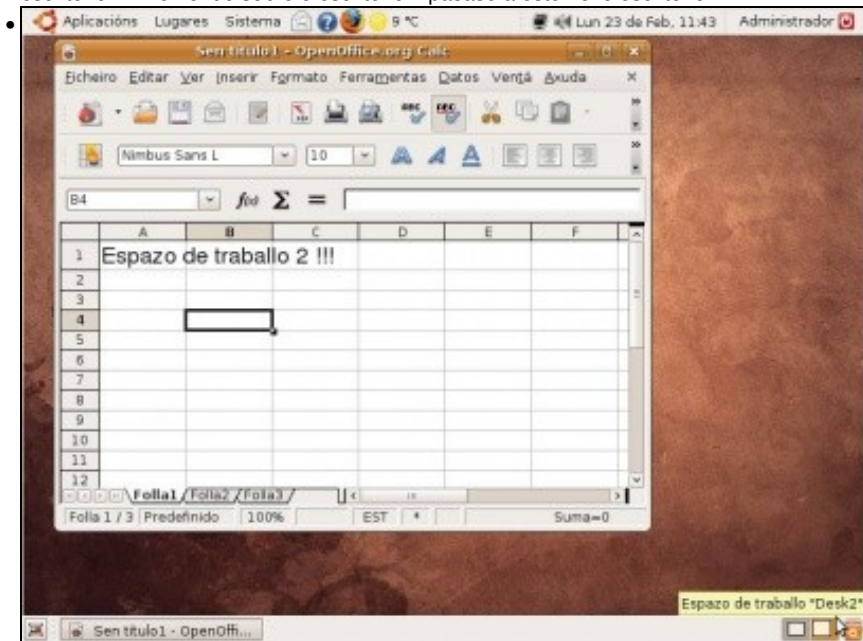 Aplicacións Lugares Sistema 9 °C Lun 23 de Feb, 11:43 Administrador
Sen título1 - OpenOffice.org Calc
Eicheiro Editar Ver Inserir Formato Ferramentas Datos Ventá Axuda
Nimbus Sans L 10
B4 f(x) Σ =
A B C D E F
1 Espazo de traballo 2 !!!
2
3
4
5
6
7
8
9
10
11
12
Folla1 Folla2 Folla3
Folla 1 / 3 Predefinido 100% EST * Suma=0
Espazo de traballo "Desk2"
Sen título1 - OpenOffi...